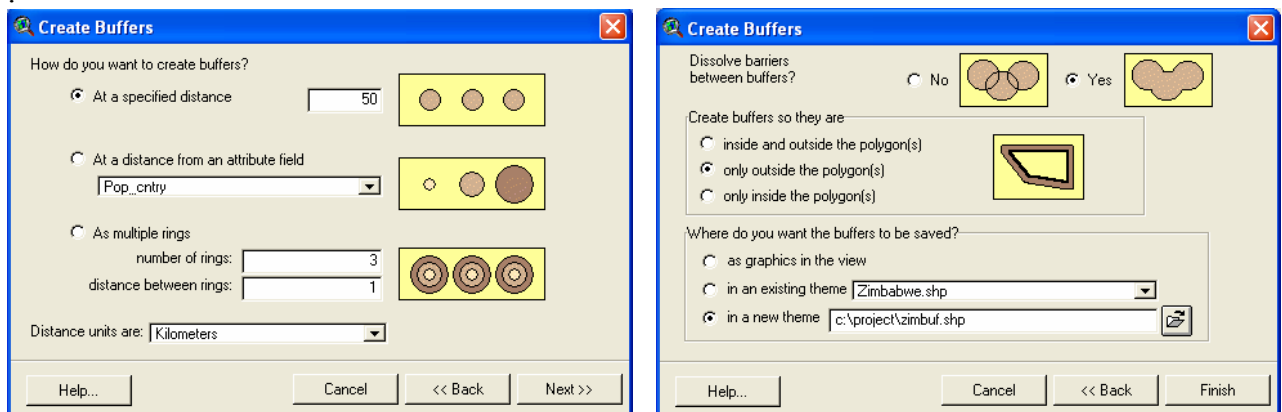 Create Buffers
How do you want to create buffers?
At a specified distance 50
At a distance from an attribute field
Pop_cntry
As multiple rings
number of rings: 3
distance between rings: 1
Distance units are: Kilometers
Help... Cancel << Back Next >>
Create Buffers
Dissolve barriers
between buffers? No Yes
Create buffers so they are
inside and outside the polygon(s)
only outside the polygon(s)
only inside the polygon(s)
Where do you want the buffers to be saved?
as graphics in the view
in an existing theme Zimbabwe.shp
in a new theme c:\project\zimbuf.shp
Help... Cancel << Back Finish